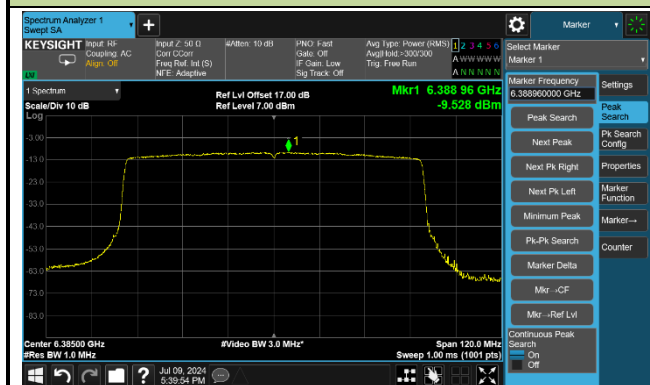 Spectrum Analyzer 1
Swept SA
Marker
KEYSIGHT
Input: RF
Coupling: AC
Align: Off
Input Z: 50 Ω
Corr CCorr
Freq Ref: Int (S)
NFE: Adaptive
#Atten: 10 dB
PNO: Fast
Gate: Off
IF Gain: Low
Sig Track: Off
Avg Type: Power (RMS)
Avg|Hold:>300/300
Trig: Free Run
1 2 3 4 5 6
A WWWWW
A N N N N N
LM
Select Marker
Marker 1
1 Spectrum
Scale/Div 10 dB
Log
Ref Lvl Offset 17.00 dB
Ref Level 7.00 dBm
Mkr1 6.388 96 GHz
-9.528 dBm
1
-3.00
-13.0
-23.0
-33.0
-43.0
-53.0
-63.0
-73.0
-83.0
Center 6.38500 GHz
#Res BW 1.0 MHz
#Video BW 3.0 MHz*
Span 120.0 MHz
Sweep 1.00 ms (1001 pts)
Marker Frequency
6.388960000 GHz
Peak Search
Next Peak
Next Pk Right
Next Pk Left
Minimum Peak
Pk-Pk Search
Marker Delta
Mkr→CF
Mkr→Ref Lvl
Continuous Peak
Search
On
Off
Settings
Peak
Search
Pk Search
Config
Properties
Marker
Function
Marker→
Counter
?
Jul 09, 2024
5:39:54 PM